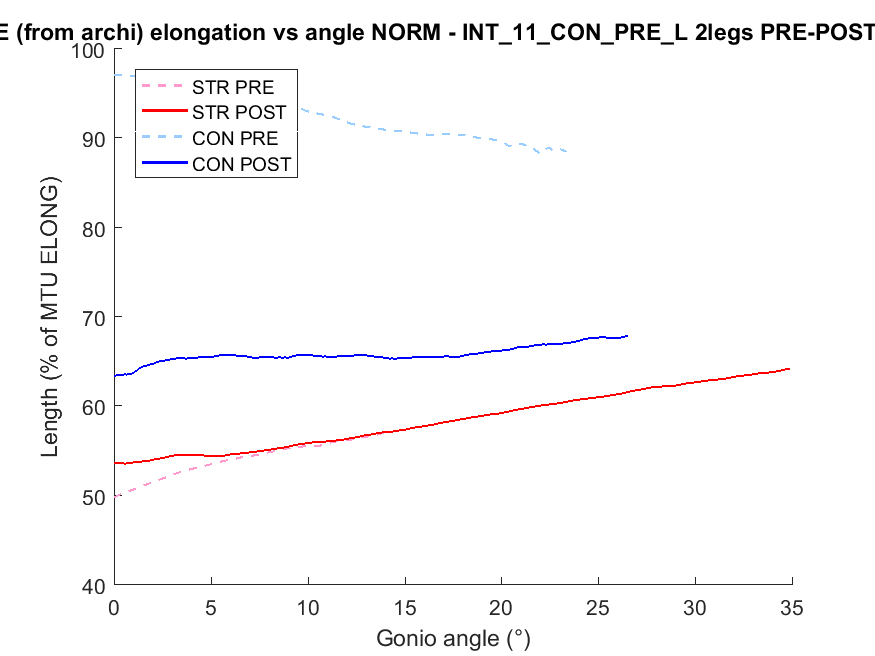 E (from archi) elongation vs angle NORM - INT_11_CON_PRE_L 2legs PRE-POST
100
90
80
70
60
50
40
Length (% of MTU ELONG)
STR PRE
STR POST
CON PRE
CON POST
0 5 10 15 20 25 30 35
Gonio angle (°)